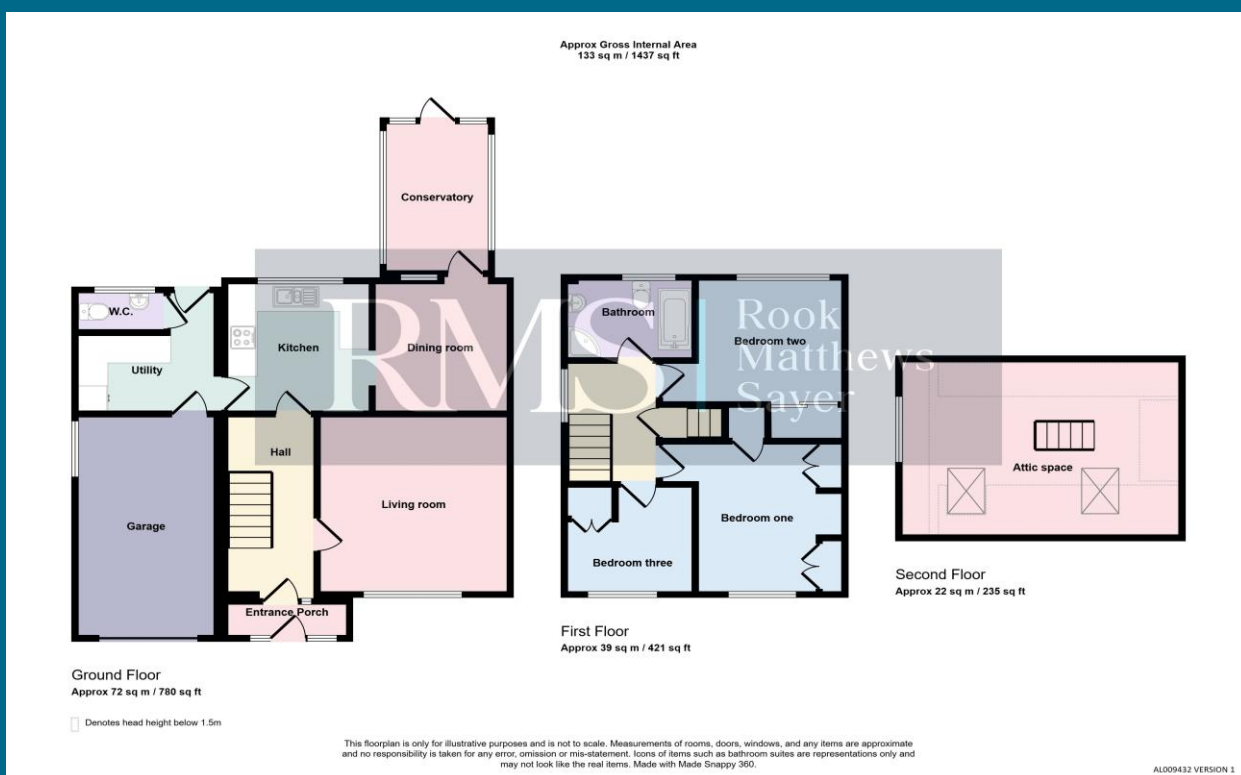 Approx Gross Internal Area
133 sq m / 1437 sq ft
Conservatory
W.C.
Utility
Kitchen
Dining room
Hall
Garage
Living room
Entrance Porch
Ground Floor
Approx 72 sq m / 780 sq ft
Denotes head height below 1.5m
Bathroom
Bedroom two
Bedroom one
Bedroom three
First Floor
Approx 39 sq m / 421 sq ft
Attic space
Second Floor
Approx 22 sq m / 235 sq ft
RMS
Rook
Matthews
Sayer
This floorplan is only for illustrative purposes and is not to scale. Measurements of rooms, doors, windows, and any items are approximate
and no responsibility is taken for any error, omission or mis-statement. Icons of items such as bathroom suites are representations only and
may not look like the real items. Made with Made Snappy 360.
AL009432 VERSION 1